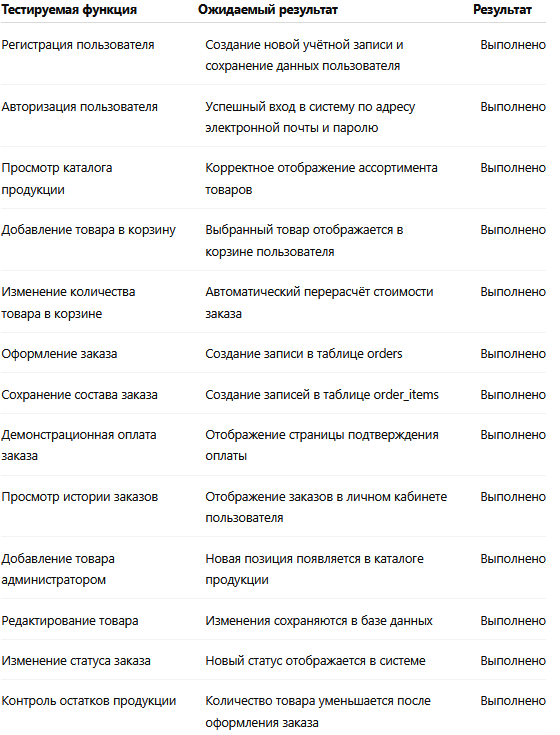 Тестируемая функция Ожидаемый результат Результат
Регистрация пользователя Создание новой учётной записи и Выполнено
сохранение данных пользователя
Авторизация пользователя Успешный вход в систему по адресу Выполнено
электронной почты и паролю
Просмотр каталога Корректное отображение ассортимента Выполнено
продукции товаров
Добавление товара в корзину Выбранный товар отображается в Выполнено
корзине пользователя
Изменение количества Автоматический перерасчёт стоимости Выполнено
товара в корзине заказа
Оформление заказа Создание записи в таблице orders Выполнено
Сохранение состава заказа Создание записей в таблице order_items Выполнено
Демонстрационная оплата Отображение страницы подтверждения Выполнено
заказа оплаты
Просмотр истории заказов Отображение заказов в личном кабинете Выполнено
пользователя
Добавление товара Новая позиция появляется в каталоге Выполнено
администратором продукции
Редактирование товара Изменения сохраняются в базе данных Выполнено
Изменение статуса заказа Новый статус отображается в системе Выполнено
Контроль остатков продукции Количество товара уменьшается после Выполнено
оформления заказа